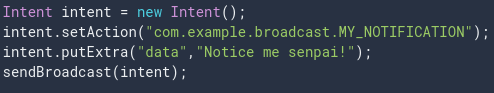 Intent intent = new Intent();
intent.setAction("com.example.broadcast.MY_NOTIFICATION");
intent.putExtra("data","Notice me senpai!");
sendBroadcast(intent);